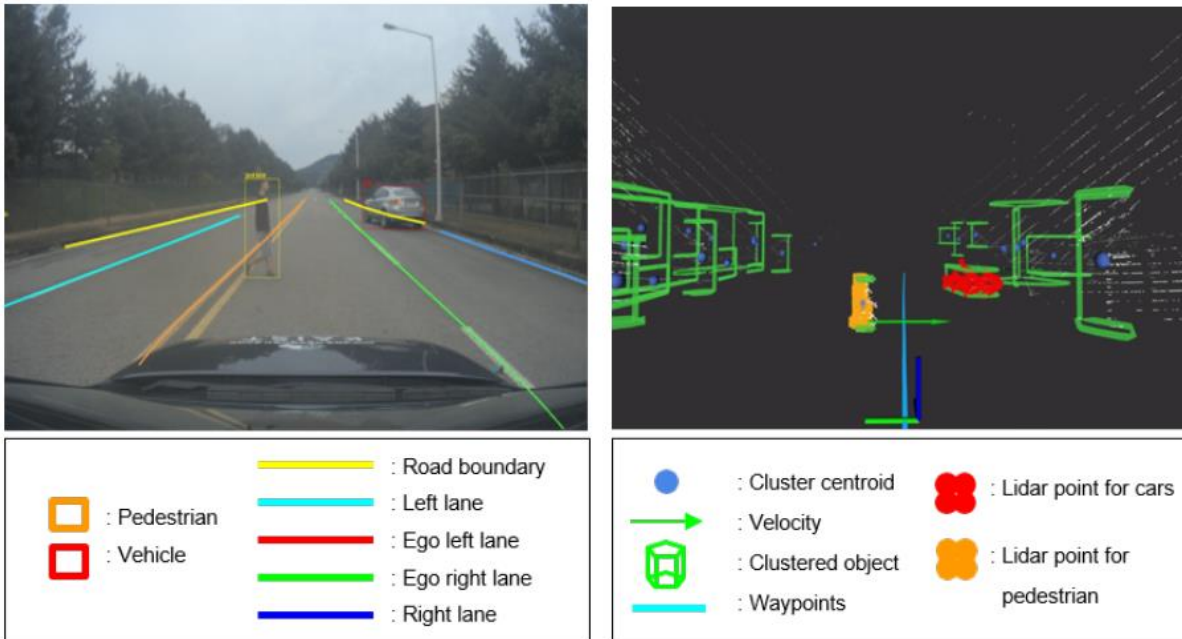 : Pedestrian
: Vehicle
: Road boundary
: Left lane
: Ego left lane
: Ego right lane
: Right lane
: Cluster centroid
: Velocity
: Clustered object
: Waypoints
: Lidar point for cars
: Lidar point for
pedestrian